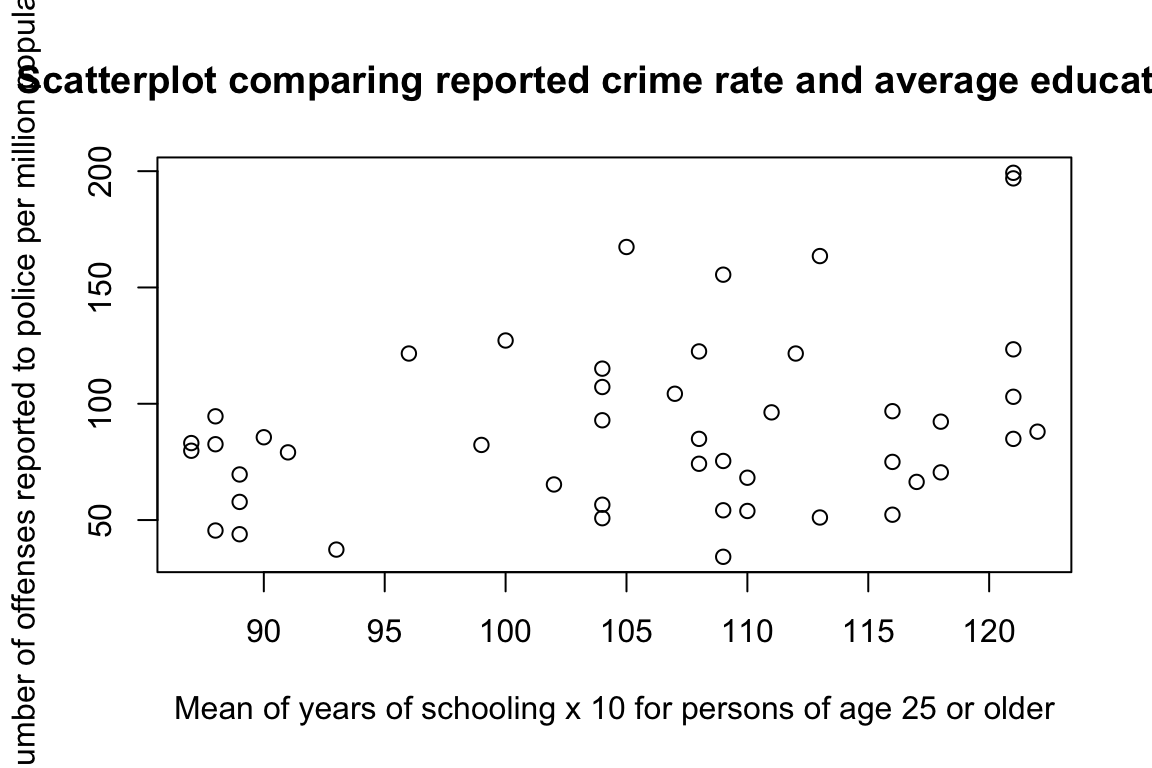 Scatterplot comparing reported crime rate and average educat
umber of offenses reported to police per million popula
200
150
100
50
90 95 100 105 110 115 120
Mean of years of schooling x 10 for persons of age 25 or older